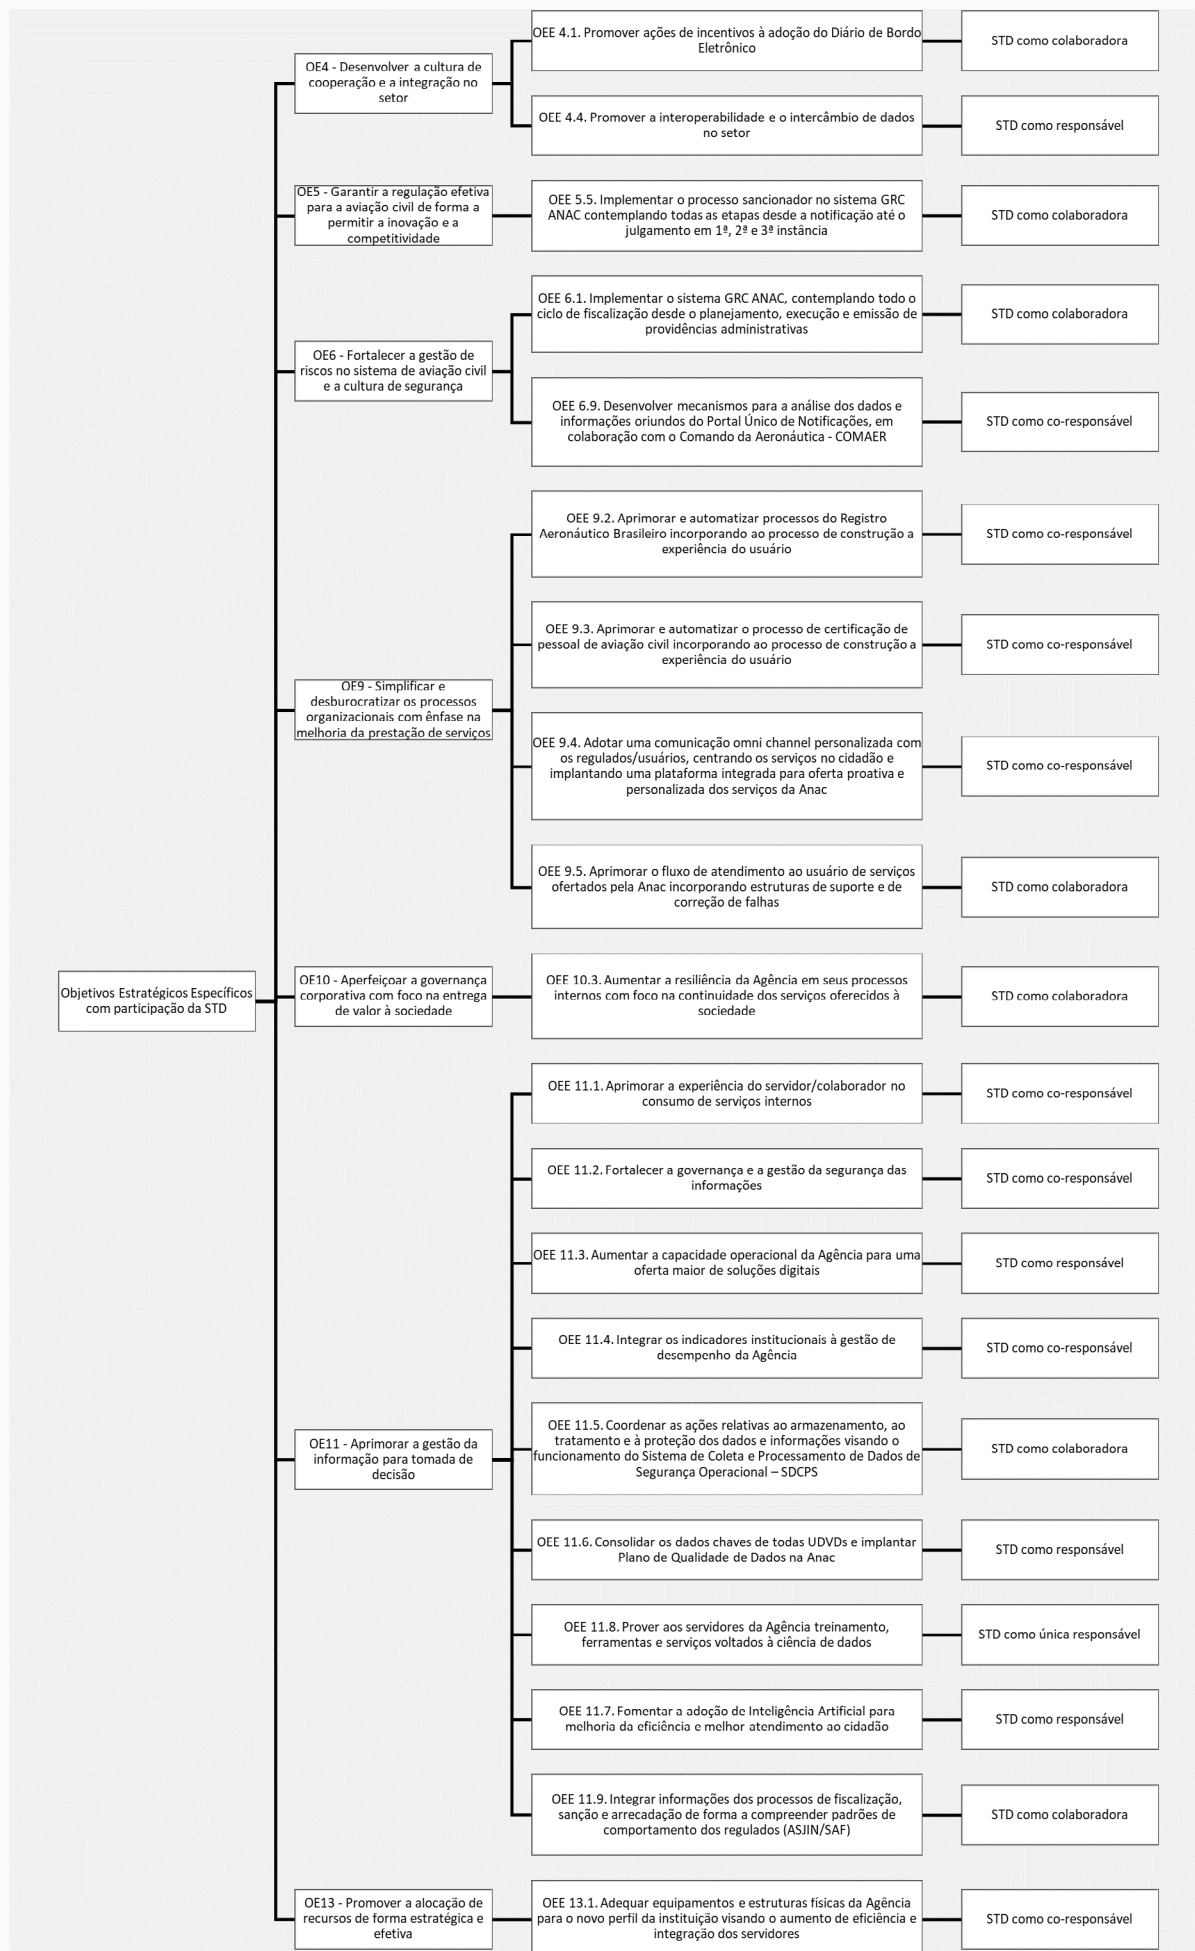 Objetivos Estratégicos Específicos
com participação da STD
OE4 - Desenvolver a cultura de
cooperação e a integração no
setor
OEE 4.1. Promover ações de incentivos à adoção do Diário de Bordo
Eletrônico
STD como colaboradora
OEE 4.4. Promover a interoperabilidade e o intercâmbio de dados
no setor
STD como responsável
OE5 - Garantir a regulação efetiva
para a aviação civil de forma a
permitir a inovação e a
competitividade
OEE 5.5. Implementar o processo sancionador no sistema GRC
ANAC contemplando todas as etapas desde a notificação até o
julgamento em 1ª, 2ª e 3ª instância
STD como colaboradora
OE6 - Fortalecer a gestão de
riscos no sistema de aviação civil
e a cultura de segurança
OEE 6.1. Implementar o sistema GRC ANAC, contemplando todo o
ciclo de fiscalização desde o planejamento, execução e emissão de
providências administrativas
STD como colaboradora
OEE 6.9. Desenvolver mecanismos para a análise dos dados e
informações oriundos do Portal Único de Notificações, em
colaboração com o Comando da Aeronáutica - COMAER
STD como co-responsável
OE9 - Simplificar e
desburocratizar os processos
organizacionais com ênfase na
melhoria da prestação de serviços
OEE 9.2. Aprimorar e automatizar processos do Registro
Aeronáutico Brasileiro incorporando ao processo de construção a
experiência do usuário
STD como co-responsável
OEE 9.3. Aprimorar e automatizar o processo de certificação de
pessoal de aviação civil incorporando ao processo de construção a
experiência do usuário
STD como co-responsável
OEE 9.4. Adotar uma comunicação omni channel personalizada com
os regulados/usuários, centrando os serviços no cidadão e
implantando uma plataforma integrada para oferta proativa e
personalizada dos serviços da Anac
STD como co-responsável
OEE 9.5. Aprimorar o fluxo de atendimento ao usuário de serviços
ofertados pela Anac incorporando estruturas de suporte e de
correção de falhas
STD como colaboradora
OE10 - Aperfeiçoar a governança
corporativa com foco na entrega
de valor à sociedade
OEE 10.3. Aumentar a resiliência da Agência em seus processos
internos com foco na continuidade dos serviços oferecidos à
sociedade
STD como colaboradora
OE11 - Aprimorar a gestão da
informação para tomada de
decisão
OEE 11.1. Aprimorar a experiência do servidor/colaborador no
consumo de serviços internos
STD como co-responsável
OEE 11.2. Fortalecer a governança e a gestão da segurança das
informações
STD como co-responsável
OEE 11.3. Aumentar a capacidade operacional da Agência para uma
oferta maior de soluções digitais
STD como responsável
OEE 11.4. Integrar os indicadores institucionais à gestão de
desempenho da Agência
STD como co-responsável
OEE 11.5. Coordenar as ações relativas ao armazenamento, ao
tratamento e à proteção dos dados e informações visando o
funcionamento do Sistema de Coleta e Processamento de Dados de
Segurança Operacional – SDCPS
STD como colaboradora
OEE 11.6. Consolidar os dados chaves de todas UDVDs e implantar
Plano de Qualidade de Dados na Anac
STD como responsável
OEE 11.8. Prover aos servidores da Agência treinamento,
ferramentas e serviços voltados à ciência de dados
STD como única responsável
OEE 11.7. Fomentar a adoção de Inteligência Artificial para
melhoria da eficiência e melhor atendimento ao cidadão
STD como responsável
OEE 11.9. Integrar informações dos processos de fiscalização,
sanção e arrecadação de forma a compreender padrões de
comportamento dos regulados (ASJIN/SAF)
STD como colaboradora
OE13 - Promover a alocação de
recursos de forma estratégica e
efetiva
OEE 13.1. Adequar equipamentos e estruturas físicas da Agência
para o novo perfil da instituição visando o aumento de eficiência e
integração dos servidores
STD como co-responsável